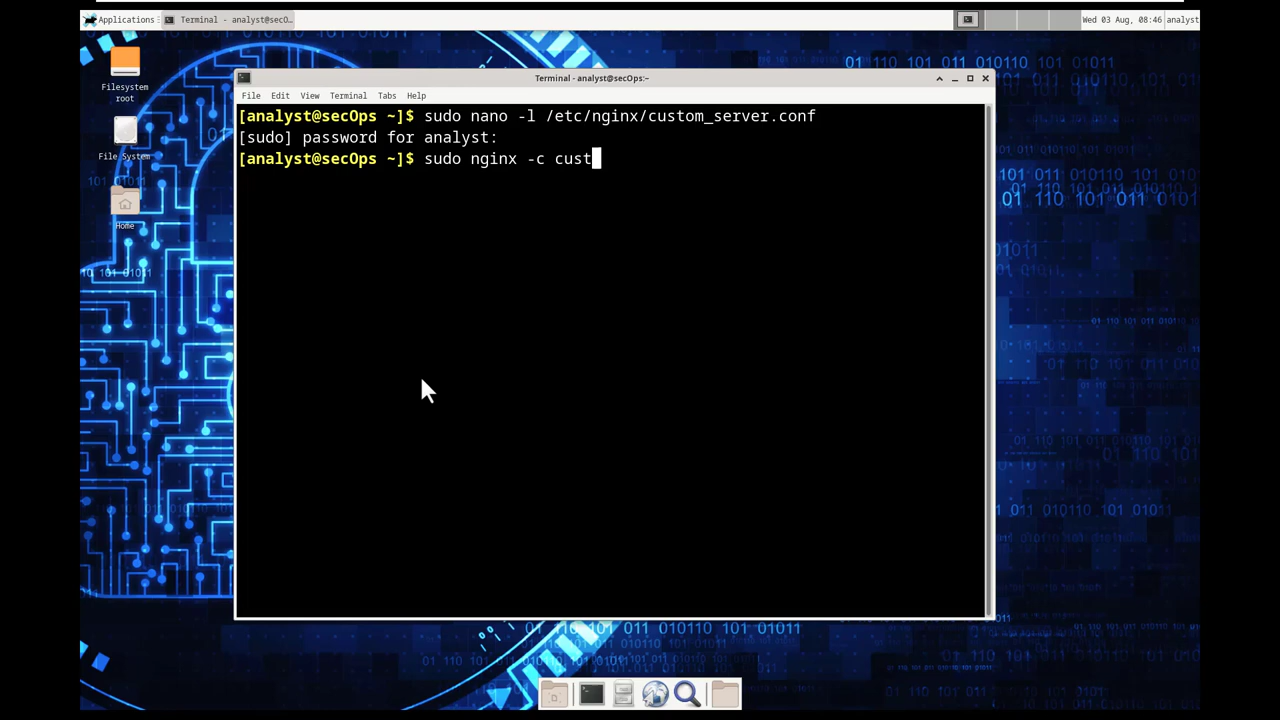 Applications
Terminal - analyst@secO...
Wed 03 Aug, 08:46
analyst
Filesystem
root
File System
Home
Terminal - analyst@secOps:~
File Edit View Terminal Tabs Help
[analyst@secOps ~]$ sudo nano -l /etc/nginx/custom_server.conf
[sudo] password for analyst:
[analyst@secOps ~]$ sudo nginx -c cust